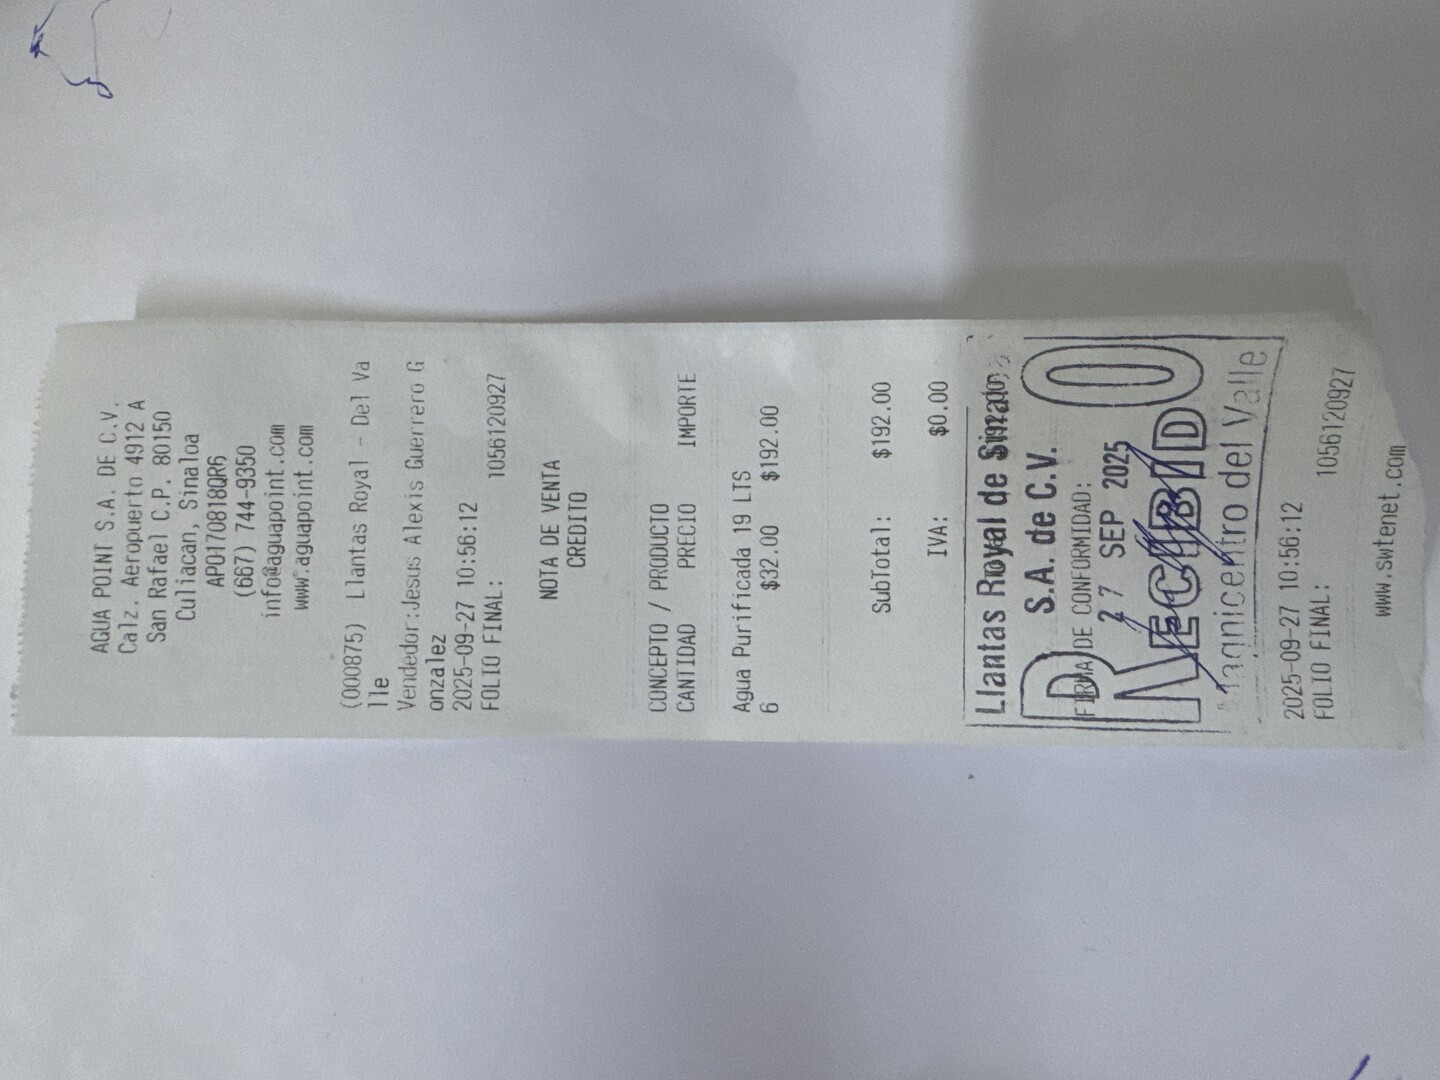 AGUA POINT S.A. DE C.V.
Calz. Aeropuerto 4912 A
San Rafael C.P. 80150
Culiacan, Sinaloa
APO170818QR6
(667) 744-9350
info@aguapoint.com
www.aguapoint.com
(000875) Llantas Royal - Del Va
lle
Vendedor:Jesus Alexis Guerrero G
onzalez
2025-09-27 10:56:12
FOLIO FINAL: 1056120927
NOTA DE VENTA
CREDITO
CONCEPTO / PRODUCTO
CANTIDAD PRECIO IMPORTE
Agua Purificada 19 LTS
6 $32.00 $192.00
SubTotal: $192.00
IVA: $0.00
Llantas Royal de Sinaloa,
S.A. de C.V.
FIRMA DE CONFORMIDAD:
27 SEP 2025
RECIBIDO
Magnicentro del Valle
2025-09-27 10:56:12
FOLIO FINAL: 1056120927
www.swtenet.com